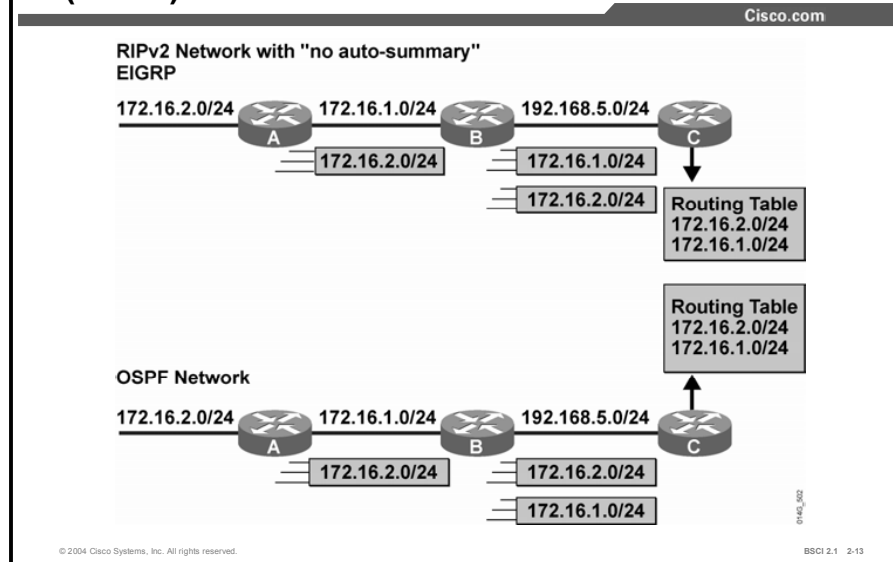 Cisco.com
RIPv2 Network with "no auto-summary"
EIGRP
172.16.2.0/24 172.16.1.0/24 192.168.5.0/24
A B C
172.16.2.0/24 172.16.1.0/24
172.16.2.0/24
Routing Table
172.16.2.0/24
172.16.1.0/24
Routing Table
172.16.2.0/24
172.16.1.0/24
OSPF Network
172.16.2.0/24 172.16.1.0/24 192.168.5.0/24
A B C
172.16.2.0/24 172.16.2.0/24
172.16.1.0/24
014G_502
© 2004 Cisco Systems, Inc. All rights reserved. BSCI 2.1 2-13